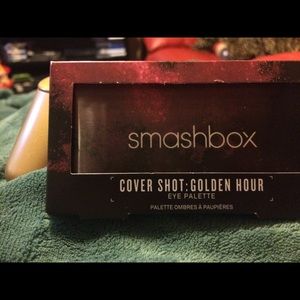 smashbox
COVER SHOT: GOLDEN HOUR
EYE PALETTE
PALETTE OMBRES À PAUPIÈRES